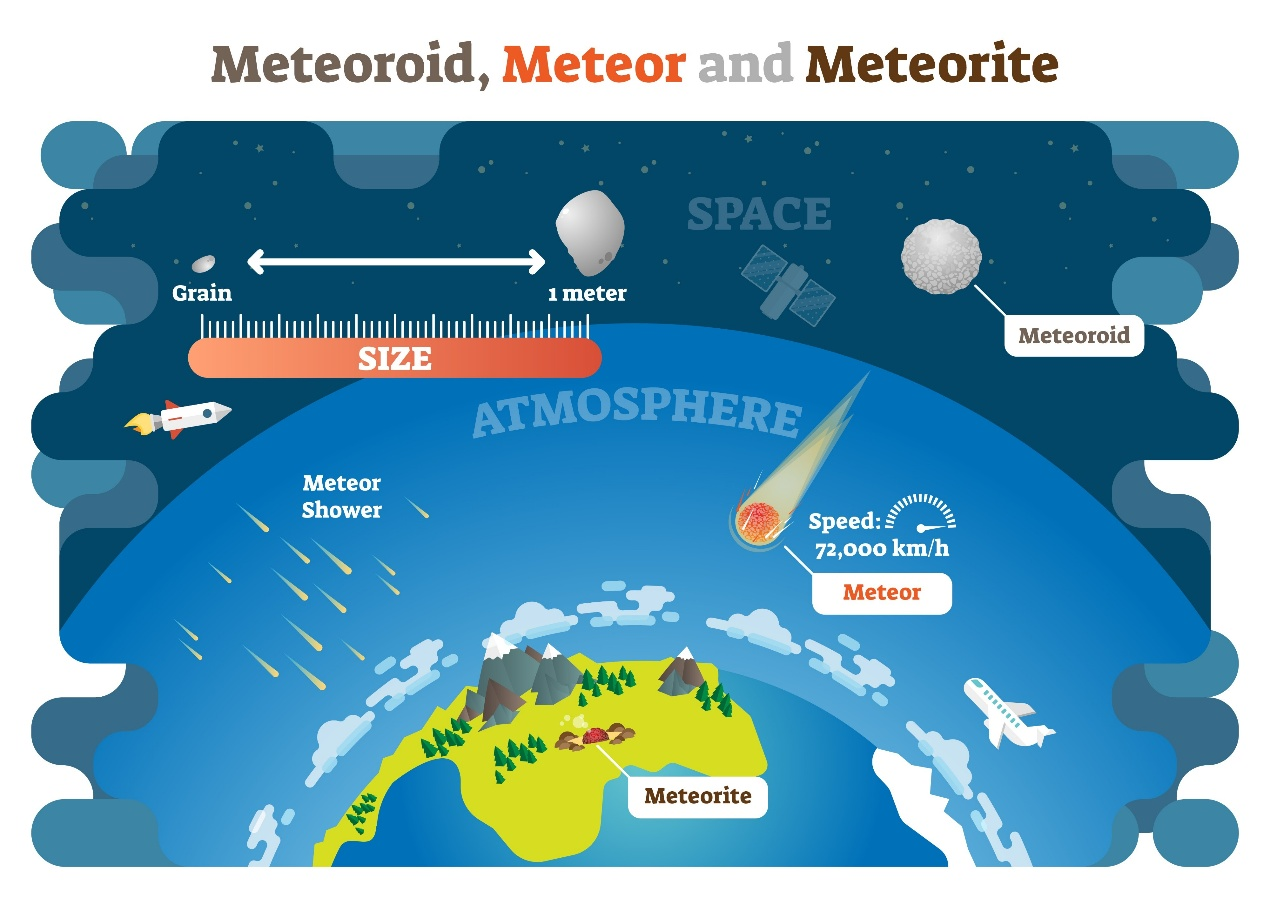 Meteoroid, Meteor and Meteorite
SPACE
Grain
1 meter
Meteoroid
SIZE
ATMOSPHERE
Meteor
Shower
Speed:
72,000 km/h
Meteor
Meteorite